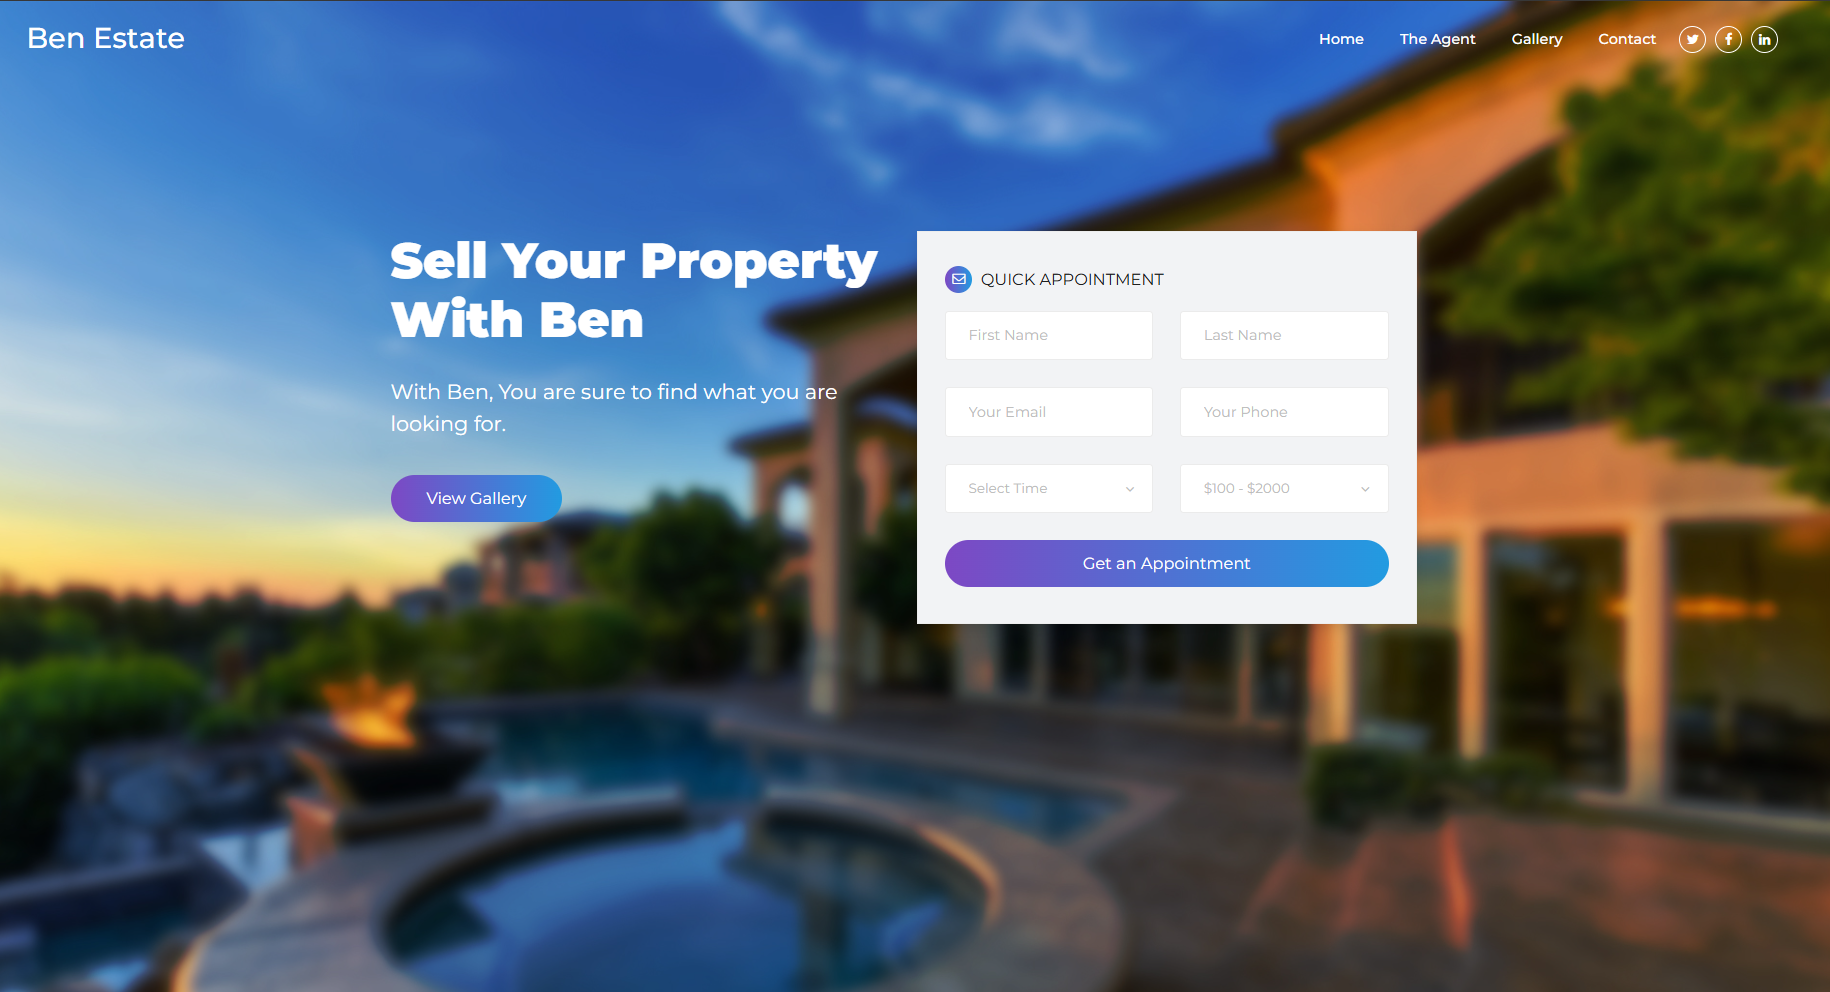 Ben Estate
Home The Agent Gallery Contact
Sell Your Property
With Ben
With Ben, You are sure to find what you are
looking for.
View Gallery
QUICK APPOINTMENT
First Name Last Name
Your Email Your Phone
Select Time $100 - $2000
Get an Appointment